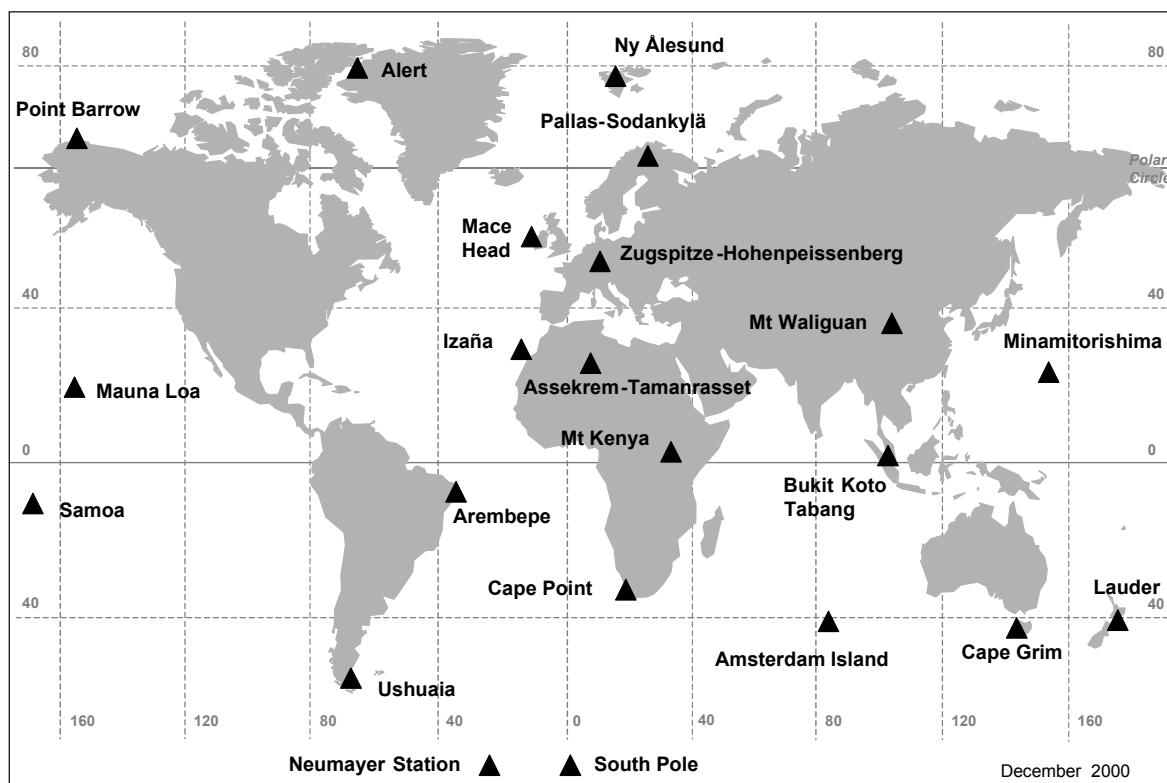 Ny Ålesund
80
80
Alert
Point Barrow
Pallas-Sodankylä
Polar
Circle
Mace
Head
Zugspitze-Hohenpeissenberg
40
40
Mt Waliguan
Izaña
Minamitorishima
Mauna Loa
Assekrem-Tamanrasset
Mt Kenya
0
0
Bukit Koto
Tabang
Samoa
Arembepe
Cape Point
Lauder
40
40
Amsterdam Island
Cape Grim
Ushuaia
160
120
80
40
0
40
80
120
160
Neumayer Station
South Pole
December 2000